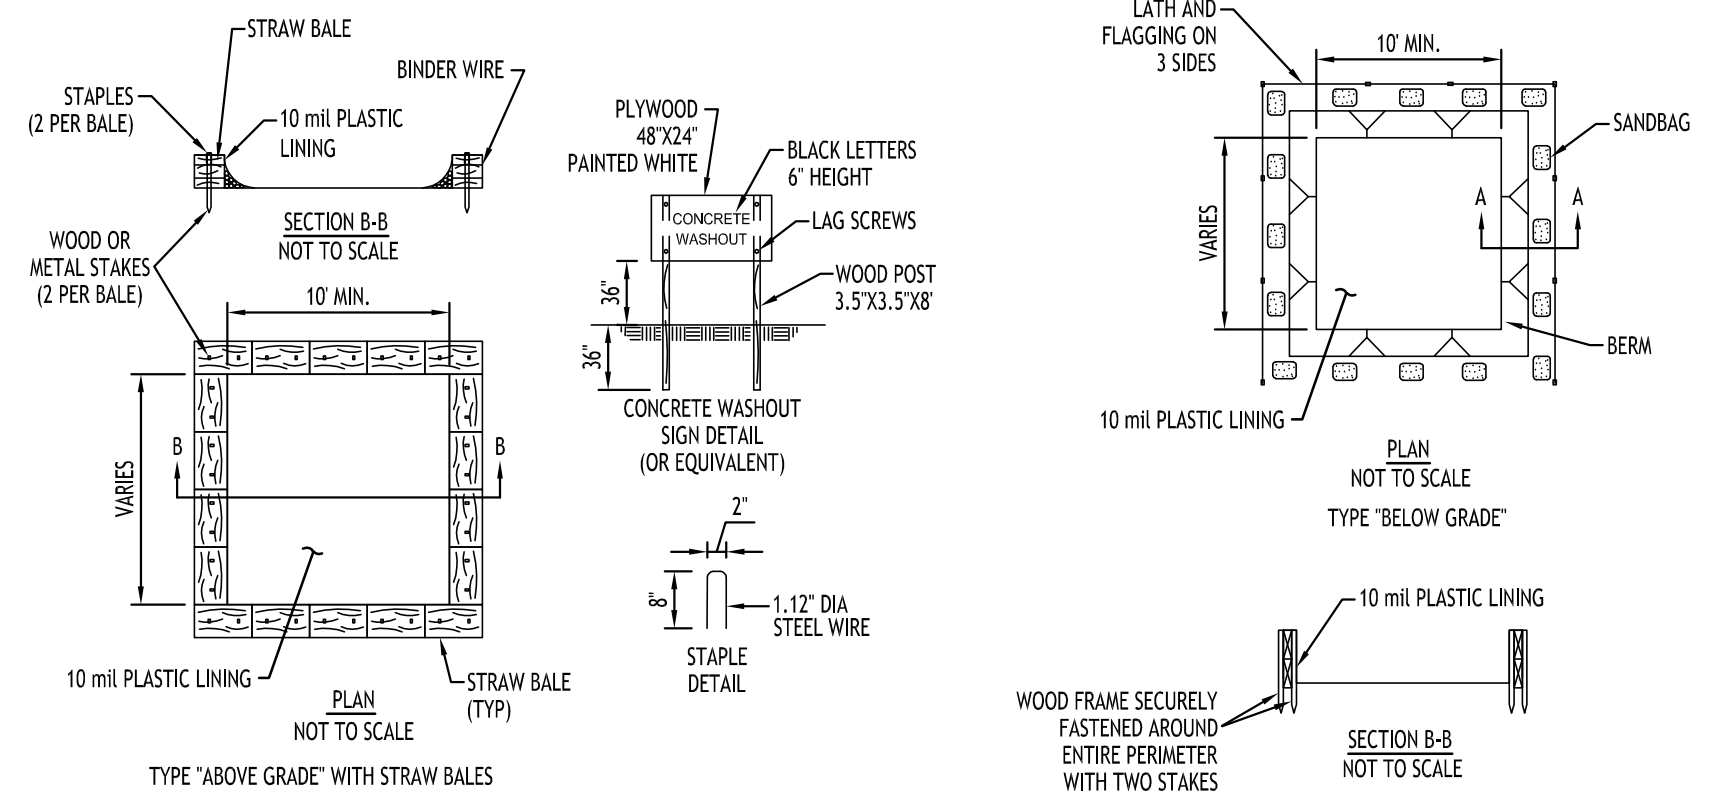 STRAW BALE
BINDER WIRE
STAPLES
(2 PER BALE)
10 mil PLASTIC
LINING
SECTION B-B
NOT TO SCALE
WOOD OR
METAL STAKES
(2 PER BALE)
10' MIN.
VARIES
B
B
10 mil PLASTIC LINING
STRAW BALE
(TYP)
PLAN
NOT TO SCALE
TYPE "ABOVE GRADE" WITH STRAW BALES
PLYWOOD
48"X24"
PAINTED WHITE
BLACK LETTERS
6" HEIGHT
CONCRETE
WASHOUT
LAG SCREWS
WOOD POST
3.5"X3.5"X8'
36"
36"
CONCRETE WASHOUT
SIGN DETAIL
(OR EQUIVALENT)
2"
8"
1.12" DIA
STEEL WIRE
STAPLE
DETAIL
LATH AND
FLAGGING ON
3 SIDES
10' MIN.
SANDBAG
VARIES
A
A
BERM
10 mil PLASTIC LINING
PLAN
NOT TO SCALE
TYPE "BELOW GRADE"
10 mil PLASTIC LINING
WOOD FRAME SECURELY
FASTENED AROUND
ENTIRE PERIMETER
WITH TWO STAKES
SECTION B-B
NOT TO SCALE